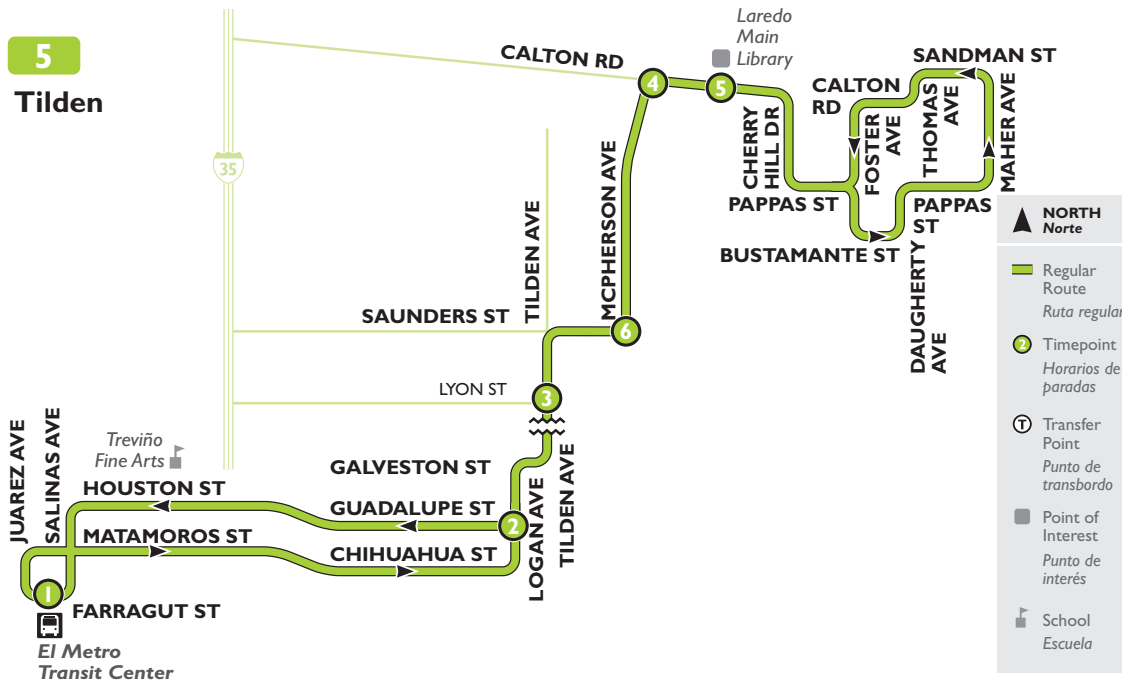 5
Tilden
35
CALTON RD
4
5
Laredo
Main
Library
SANDMAN ST
CALTON
RD
CHERRY
HILL DR
FOSTER
AVE
THOMAS
AVE
MAHER AVE
PAPPAS ST
PAPPAS
ST
BUSTAMANTE ST
DAUGHERTY
AVE
MCPHERSON AVE
TILDEN AVE
SAUNDERS ST
6
LYON ST
3
JUAREZ AVE
SALINAS AVE
Treviño
Fine Arts
GALVESTON ST
HOUSTON ST
GUADALUPE ST
2
MATAMOROS ST
CHIHUAHUA ST
LOGAN AVE
TILDEN AVE
1
FARRAGUT ST
El Metro
Transit Center
NORTH
Norte
Regular
Route
Ruta regular
2
Timepoint
Horarios de
paradas
T
Transfer
Point
Punto de
transbordo
Point of
Interest
Punto de
interés
School
Escuela